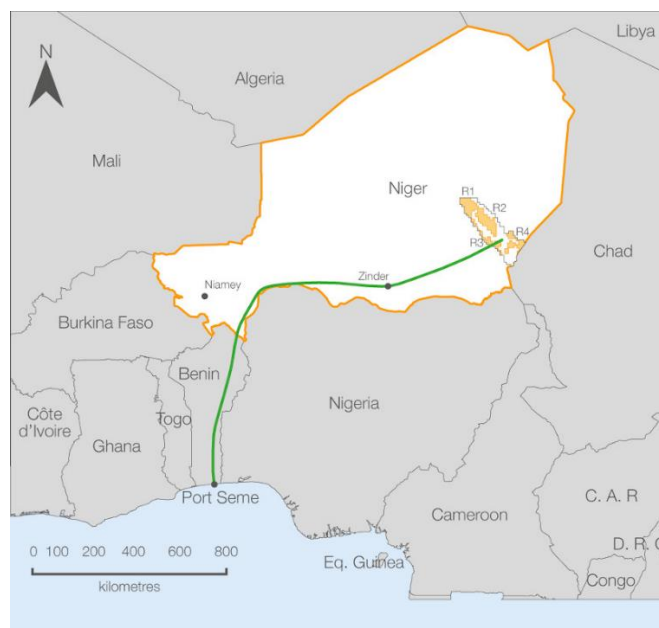 Libya
N
Algeria
Mali
Niger
R1
R2
R4
R3
Chad
Zinder
Niamey
Burkina Faso
Benin
Nigeria
Togo
Côte
d'Ivoire
Ghana
Port Seme
Cameroon
C. A. R
D. R. C
0 100 200 400 600 800
kilometres
Eq. Guinea
Congo